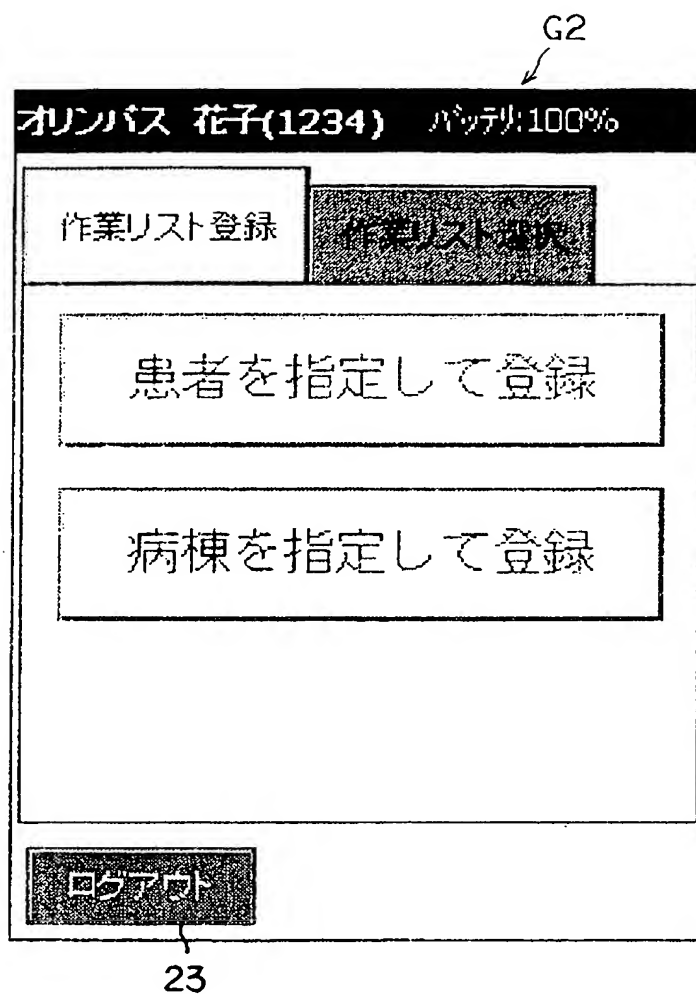 G2
オリンパス 花子(1234) バッテリ:100%
作業リスト登録 作業リスト選択
患者を指定して登録
病棟を指定して登録
ログアウト
23